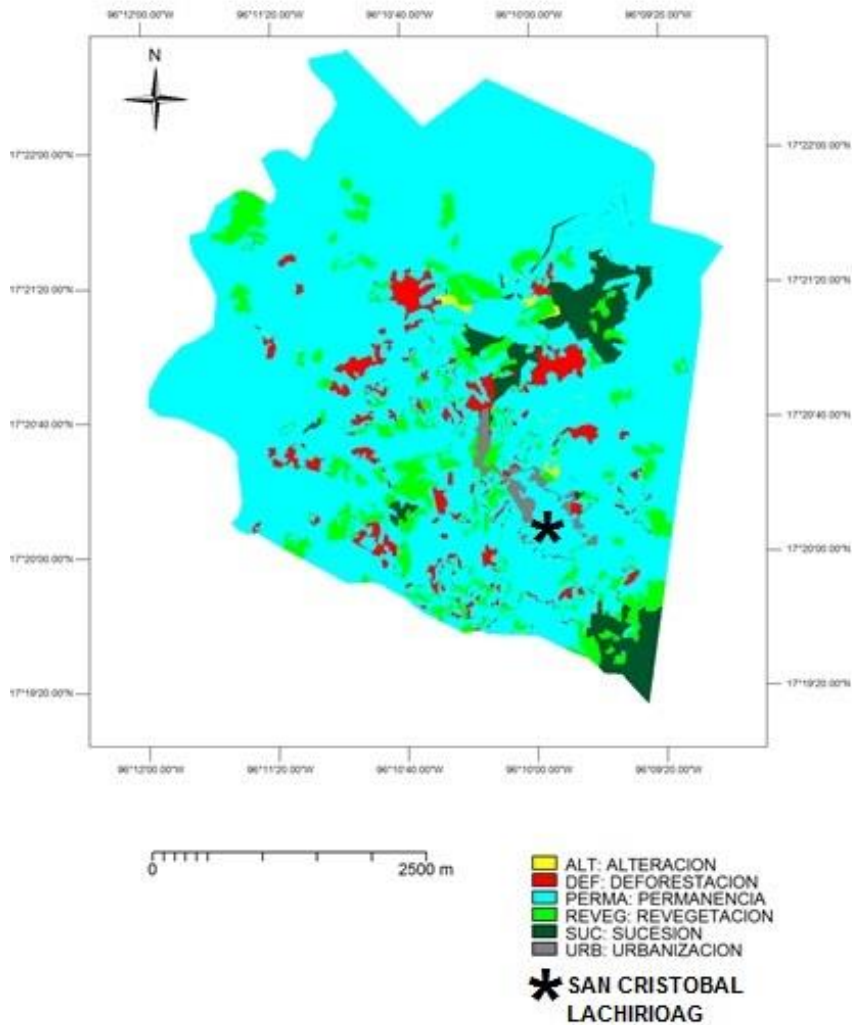 96°12'00.00"W 96°11'20.00"W 96°10'40.00"W 96°10'00.00"W 96°09'20.00"W
N
17°22'00.00"N 17°22'00.00"N
17°21'20.00"N 17°21'20.00"N
17°20'40.00"N 17°20'40.00"N
17°20'00.00"N 17°20'00.00"N
17°19'20.00"N 17°19'20.00"N
96°12'00.00"W 96°11'20.00"W 96°10'40.00"W 96°10'00.00"W 96°09'20.00"W
0 2500 m
ALT: ALTERACION
DEF: DEFORESTACION
PERMA: PERMANENCIA
REVEG: REVEGETACION
SUC: SUCESION
URB: URBANIZACION
SAN CRISTOBAL
LACHIRIOAG